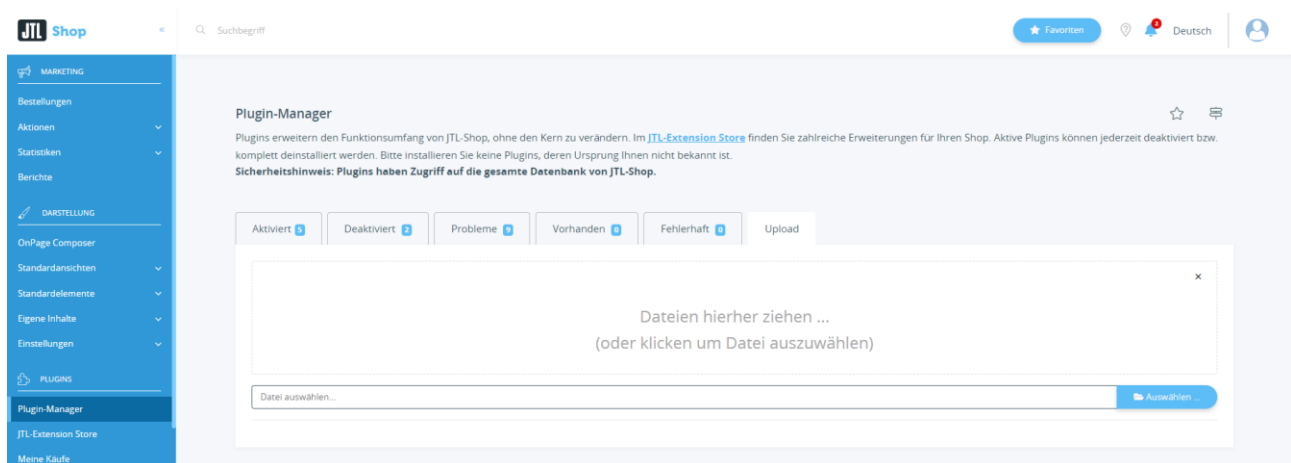 JTL Shop
«
Suchbegriff
Favoriten
2
Deutsch
MARKETING
Bestellungen
Aktionen
Statistiken
Berichte
DARSTELLUNG
OnPage Composer
Standardansichten
Standardelemente
Eigene Inhalte
Einstellungen
PLUGINS
Plugin-Manager
JTL-Extension Store
Meine Käufe
Plugin-Manager
Plugins erweitern den Funktionsumfang von JTL-Shop, ohne den Kern zu verändern. Im JTL-Extension Store finden Sie zahlreiche Erweiterungen für Ihren Shop. Aktive Plugins können jederzeit deaktiviert bzw.
komplett deinstalliert werden. Bitte installieren Sie keine Plugins, deren Ursprung Ihnen nicht bekannt ist.
Sicherheitshinweis: Plugins haben Zugriff auf die gesamte Datenbank von JTL-Shop.
Aktiviert 5 Deaktiviert 2 Probleme 9 Vorhanden 0 Fehlerhaft 0 Upload
×
Dateien hierher ziehen ...
(oder klicken um Datei auszuwählen)
Datei auswählen...
Auswählen ...